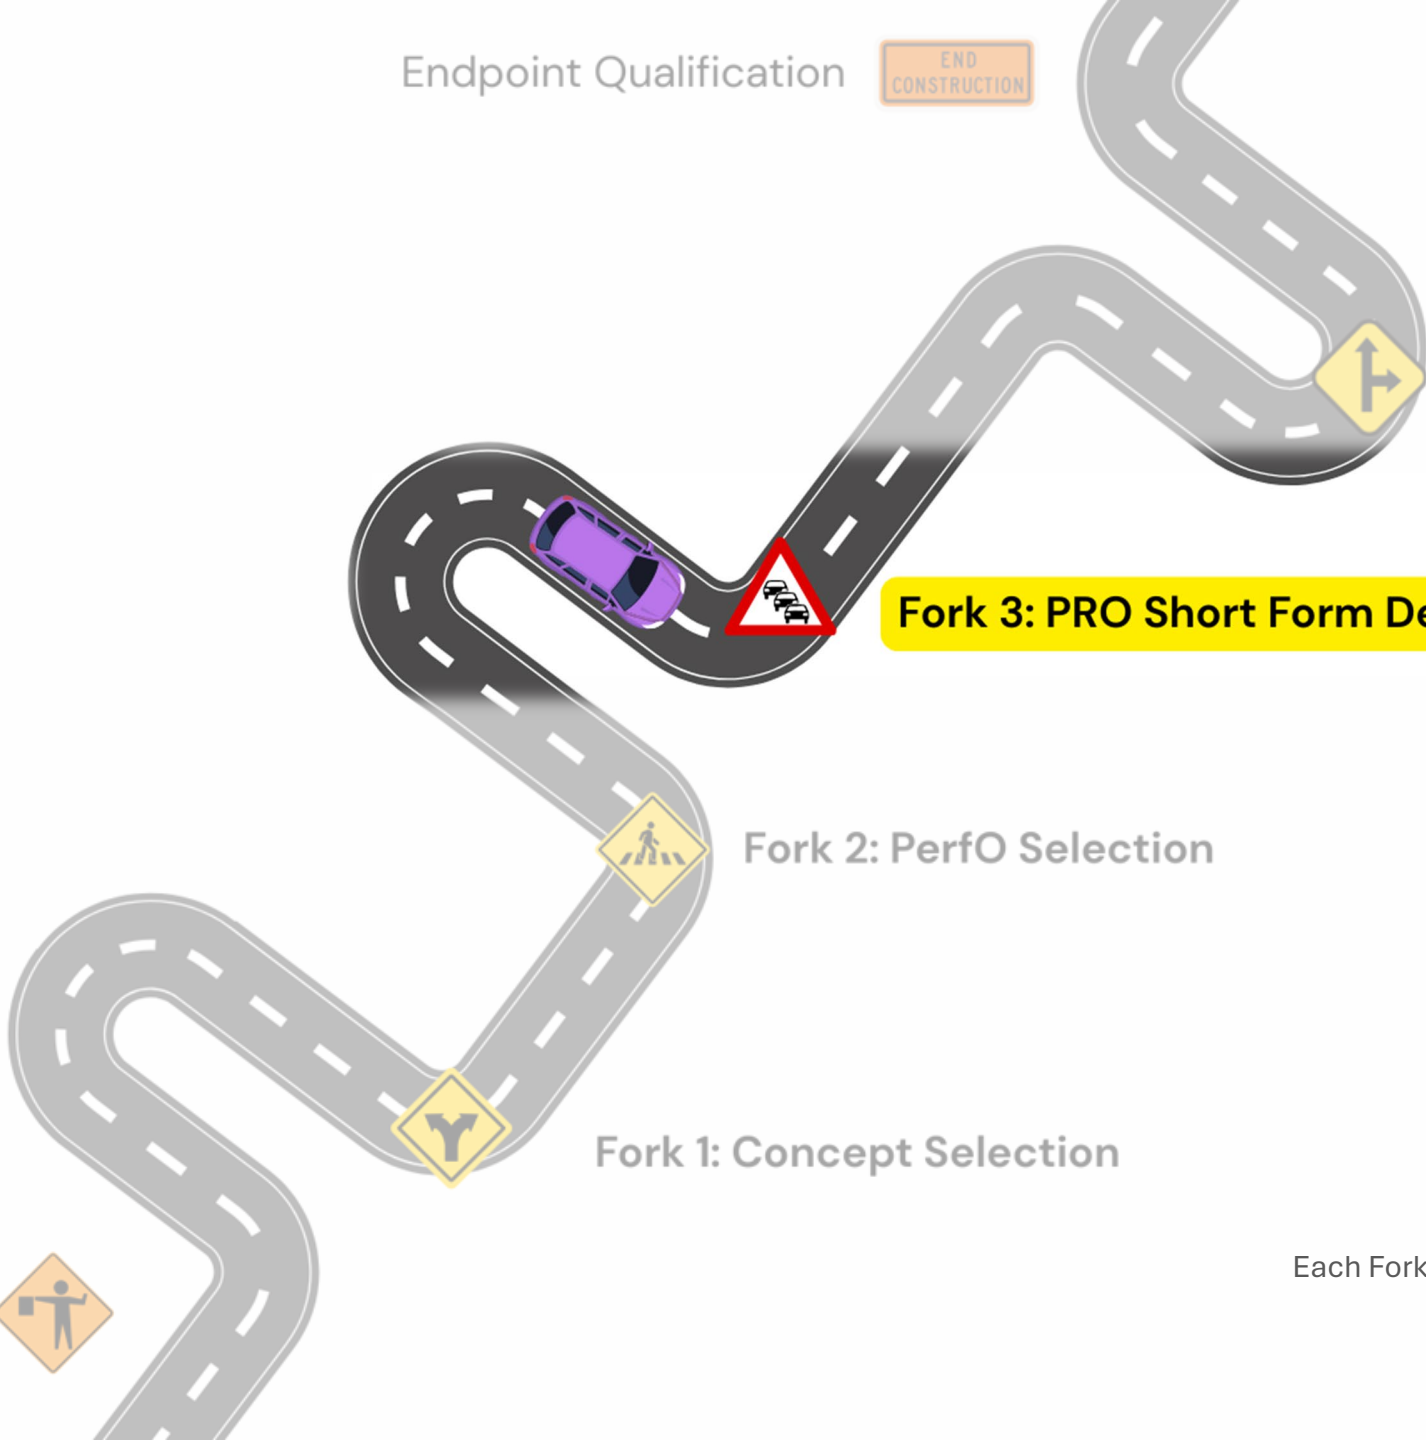 Endpoint Qualification
END
CONSTRUCTION
Fork 3: PRO Short Form De
Fork 2: PerfO Selection
Fork 1: Concept Selection
Each Fork